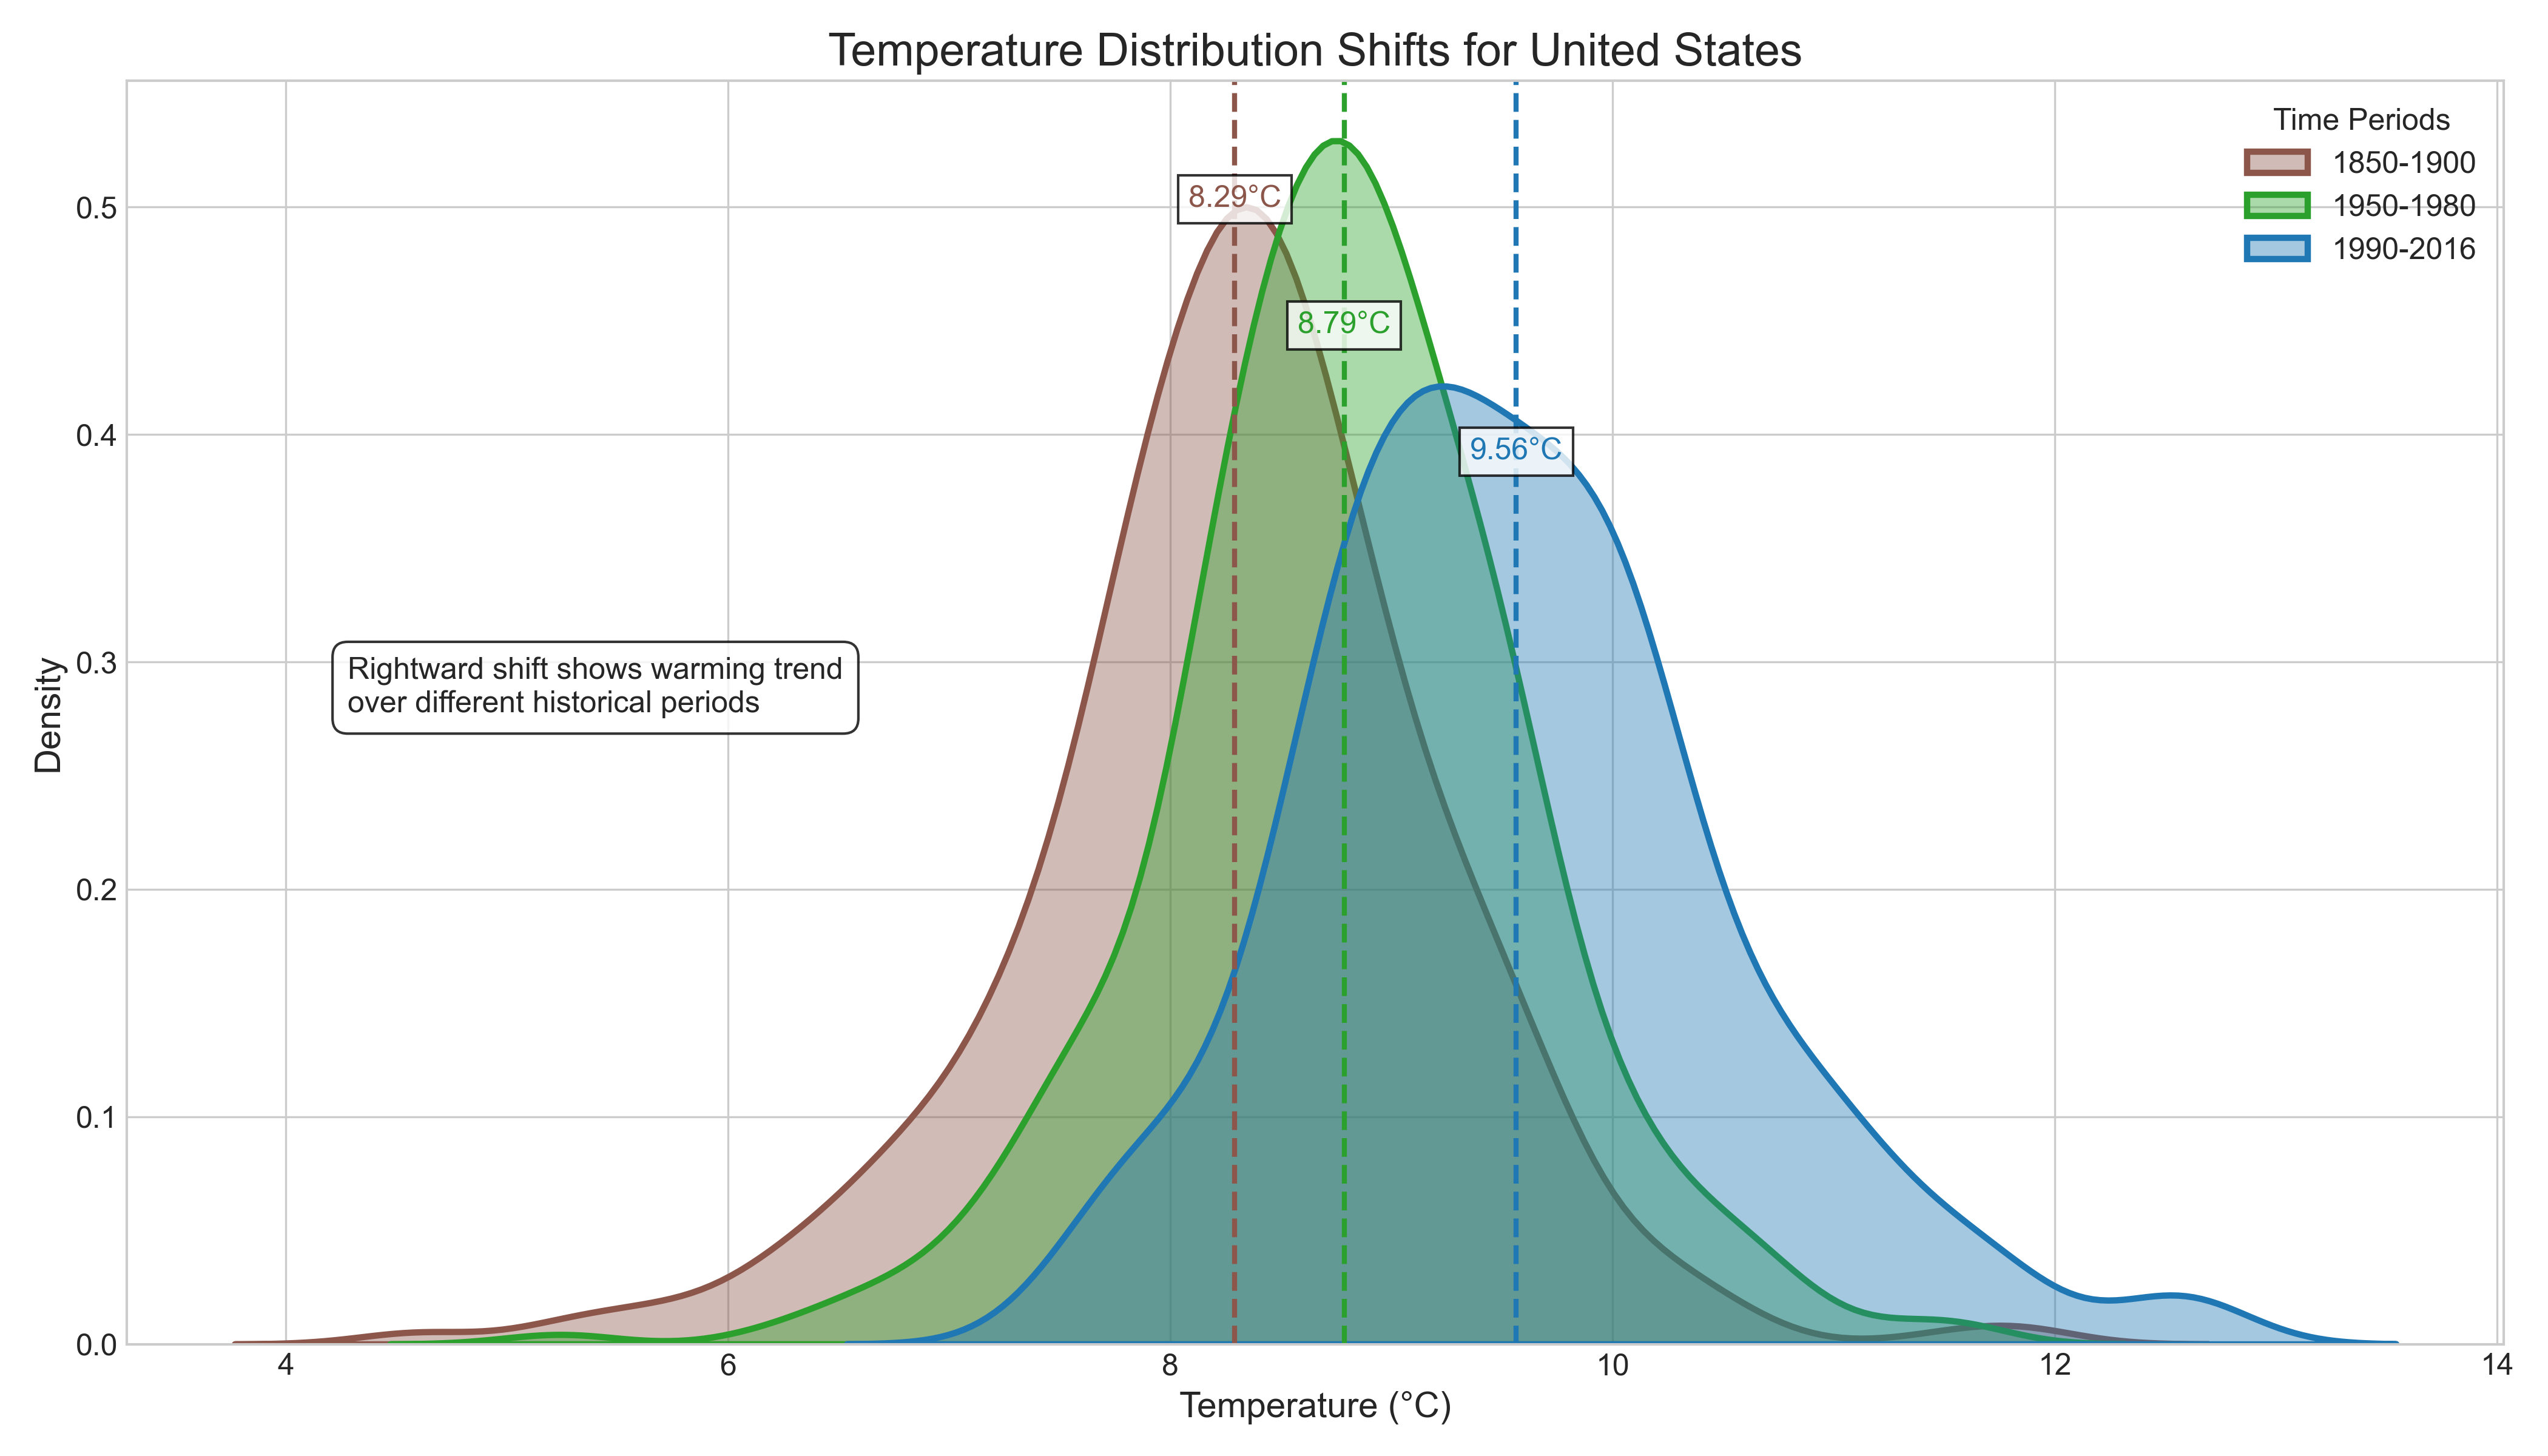 Temperature Distribution Shifts for United States
Time Periods
1850-1900
1950-1980
1990-2016
8.29°C
8.79°C
9.56°C
Rightward shift shows warming trend
over different historical periods
Density
0.5
0.4
0.3
0.2
0.1
0.0
4
6
8
10
12
14
Temperature (°C)